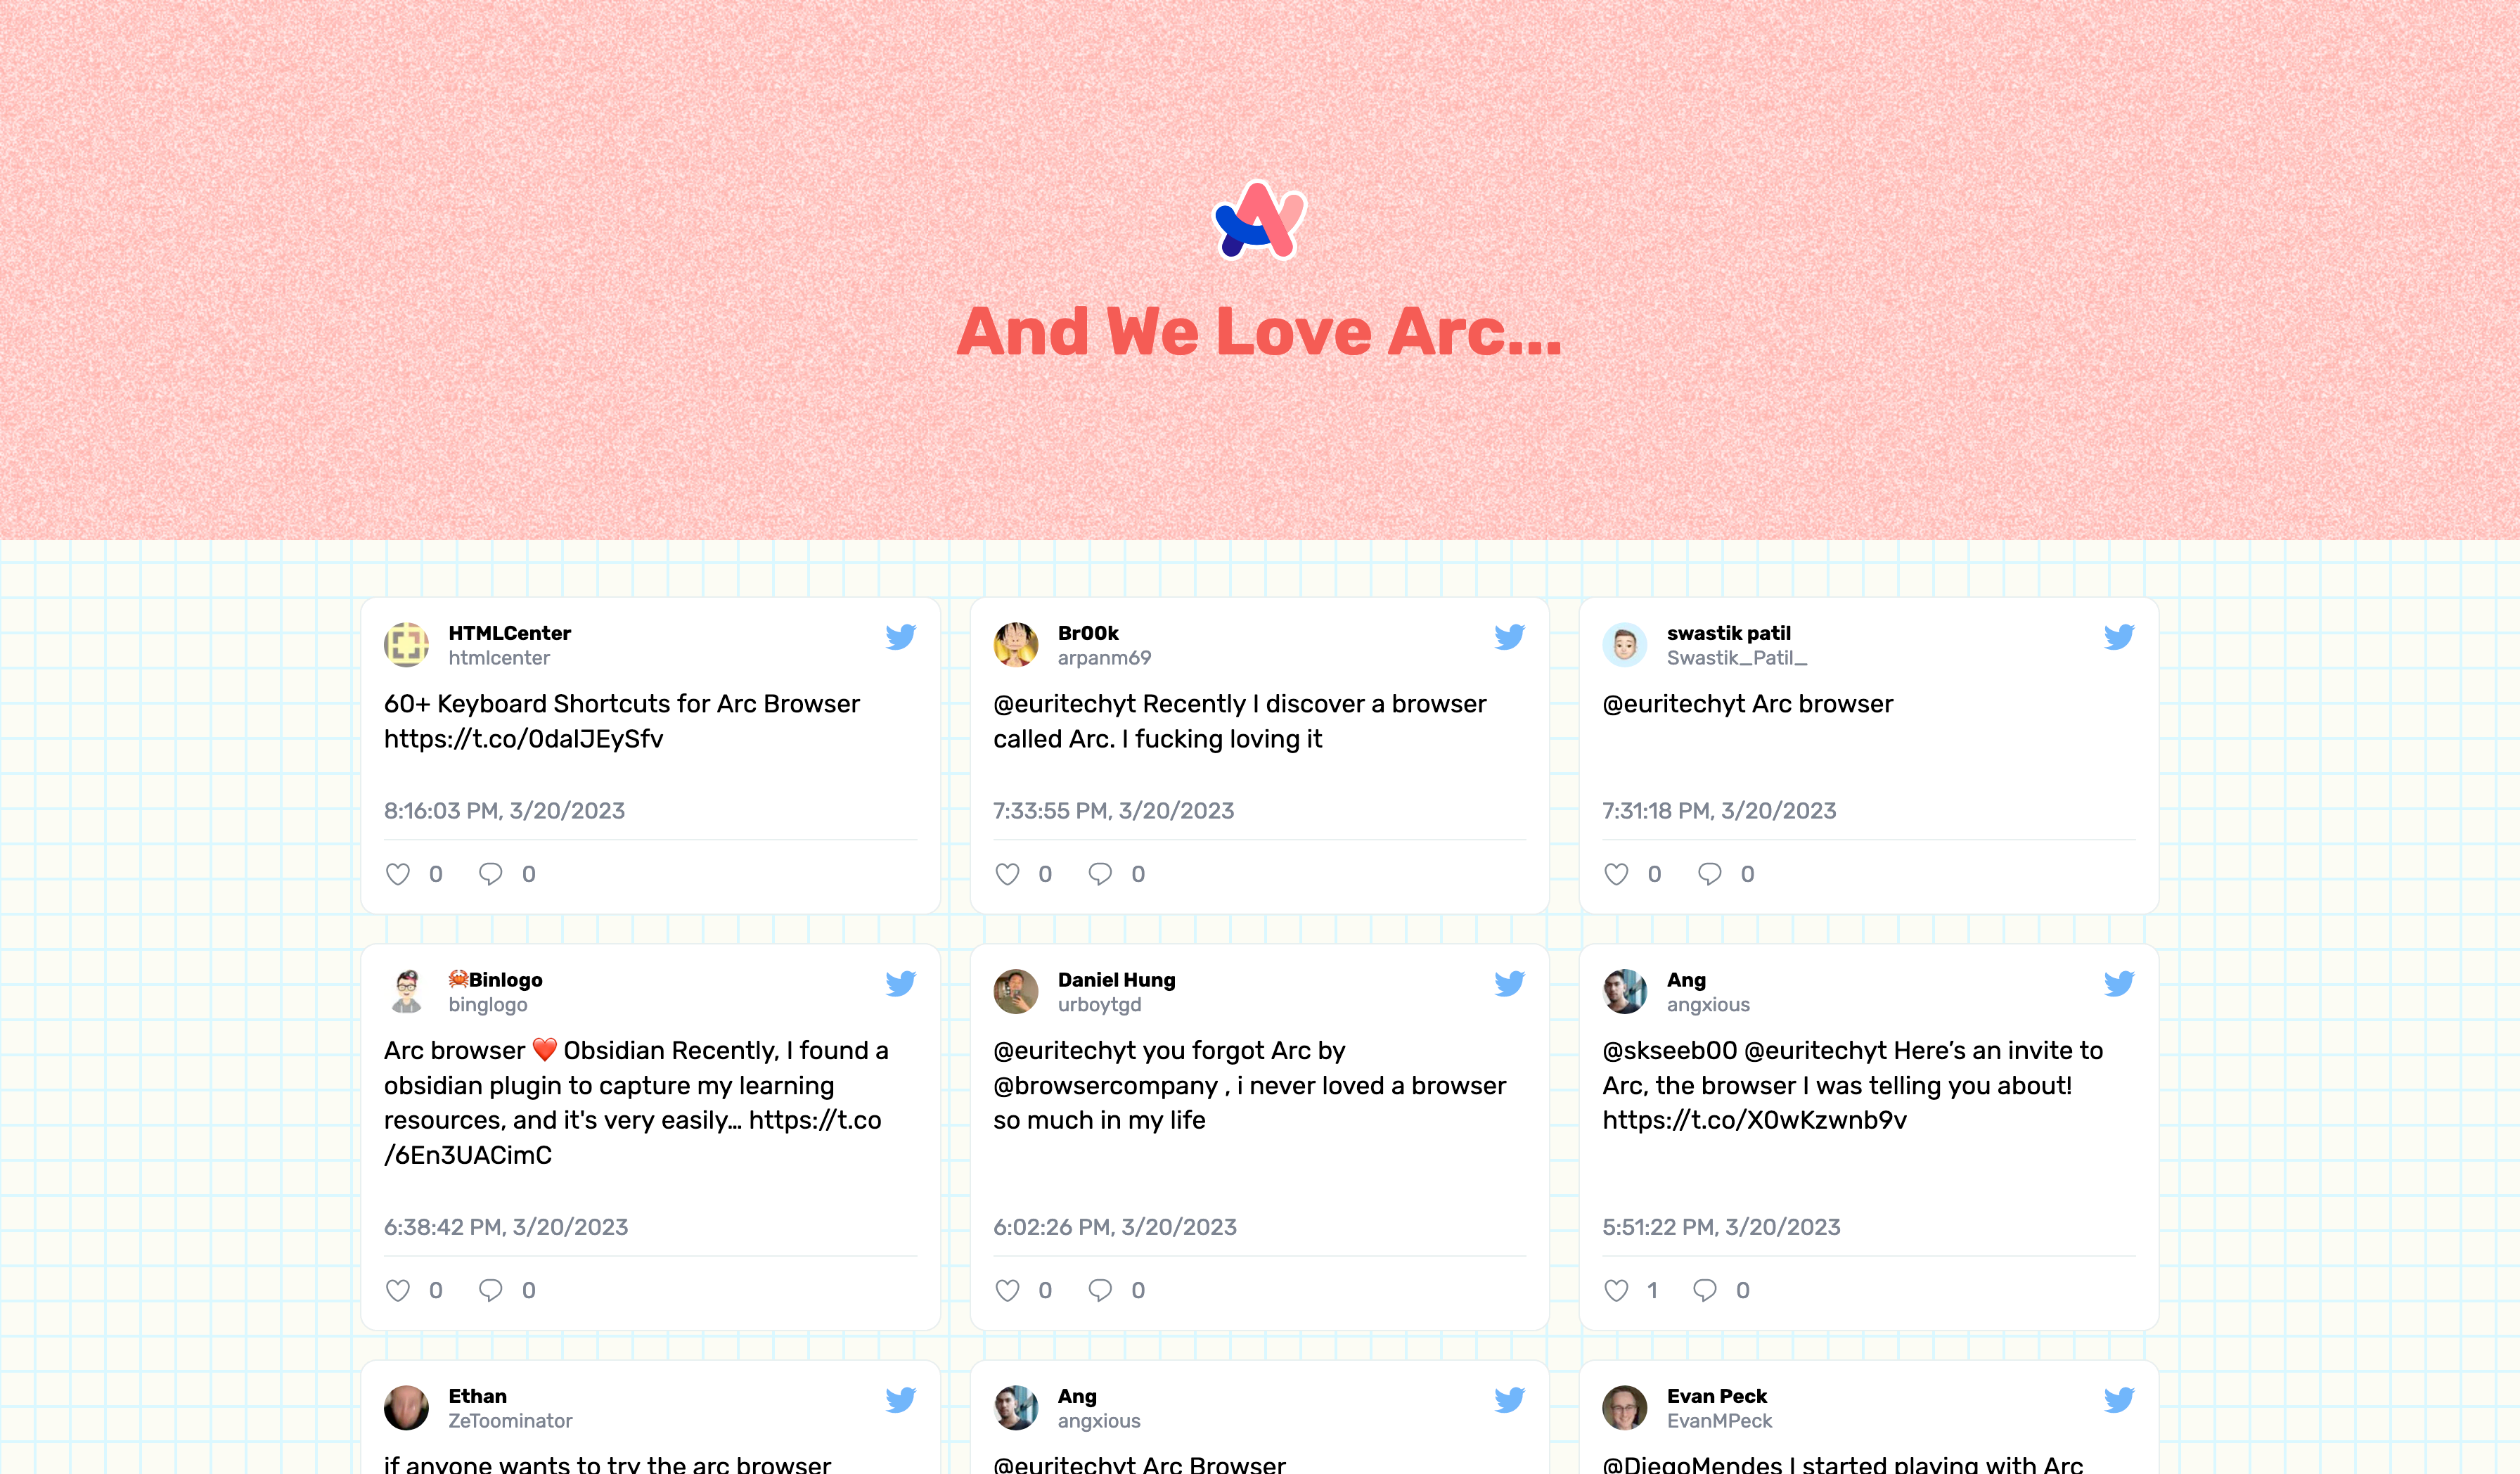 And We Love Arc...
HTMLCenter
htmlcenter
60+ Keyboard Shortcuts for Arc Browser
https://t.co/0dalJEySfv
8:16:03 PM, 3/20/2023
0 0
Br00k
arpanm69
@euritechyt Recently I discover a browser
called Arc. I fucking loving it
7:33:55 PM, 3/20/2023
0 0
swastik patil
Swastik_Patil_
@euritechyt Arc browser
7:31:18 PM, 3/20/2023
0 0
🦀Binlogo
binglogo
Arc browser ❤️ Obsidian Recently, I found a
obsidian plugin to capture my learning
resources, and it's very easily… https://t.co
/6En3UACimC
6:38:42 PM, 3/20/2023
0 0
Daniel Hung
urboytgd
@euritechyt you forgot Arc by
@browsercompany , i never loved a browser
so much in my life
6:02:26 PM, 3/20/2023
0 0
Ang
angxious
@skseeb00 @euritechyt Here’s an invite to
Arc, the browser I was telling you about!
https://t.co/X0wKzwnb9v
5:51:22 PM, 3/20/2023
1 0
Ethan
ZeToominator
if anyone wants to try the arc browser
Ang
angxious
@euritechyt Arc Browser
Evan Peck
EvanMPeck
@DiegoMendes I started playing with Arc